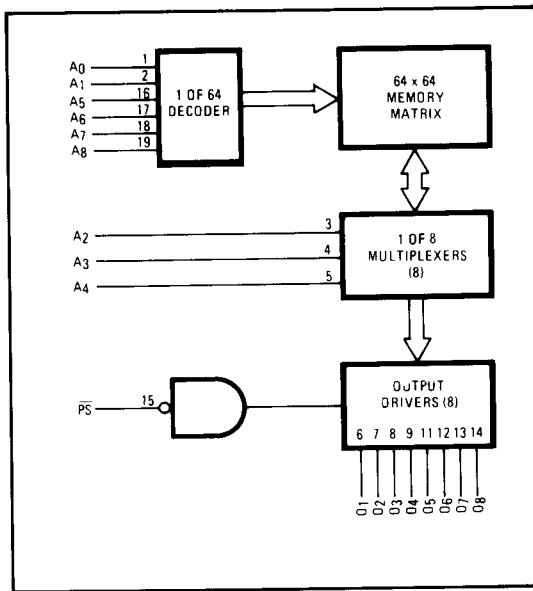 A0 1
A1 2
A5 16
A6 17
A7 18
A8 19
1 OF 64
DECODER
64 x 64
MEMORY
MATRIX
A2 3
A3 4
A4 5
1 OF 8
MULTIPLEXERS
(8)
PS 15
OUTPUT
DRIVERS (8)
6 7 8 9 11 12 13 14
O1 O2 O3 O4 O5 O6 O7 O8